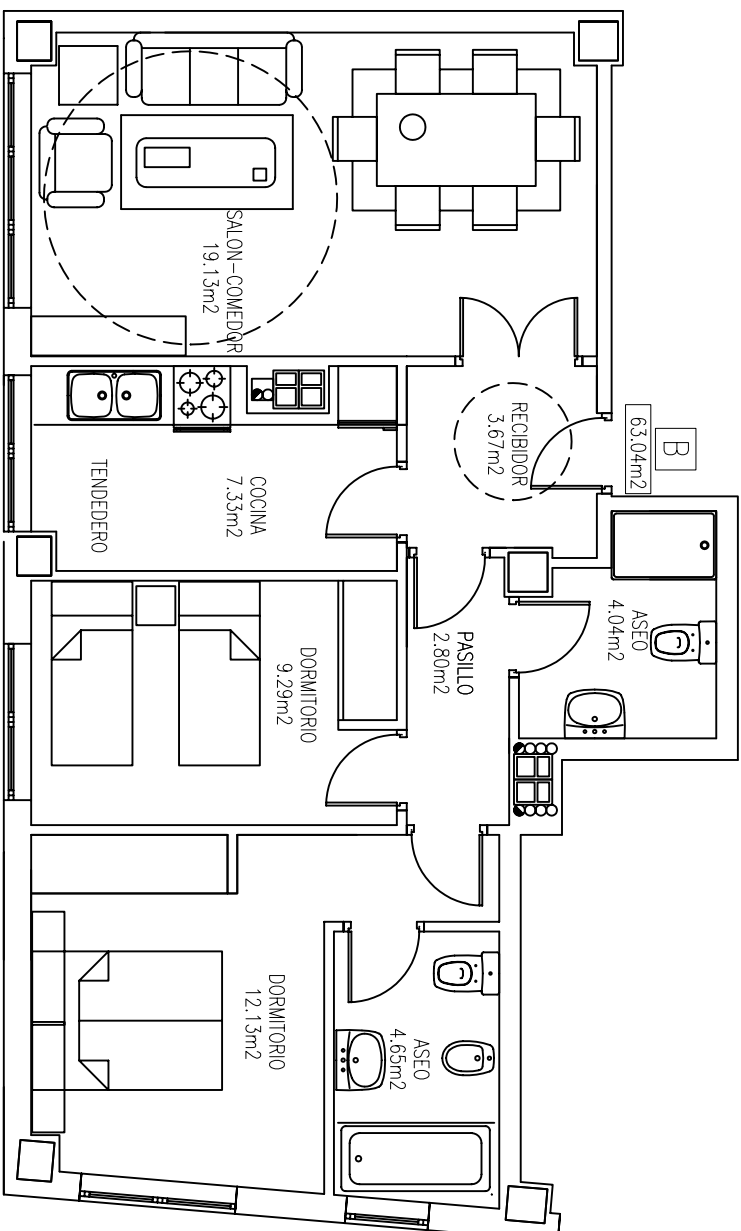 B
63.04m2
SALON-COMEDOR
19.13m2
RECIBIDOR
3.67m2
COCINA
7.33m2
TENDEDERO
ASEO
4.04m2
PASILLO
2.80m2
DORMITORIO
9.29m2
DORMITORIO
12.13m2
ASEO
4.65m2